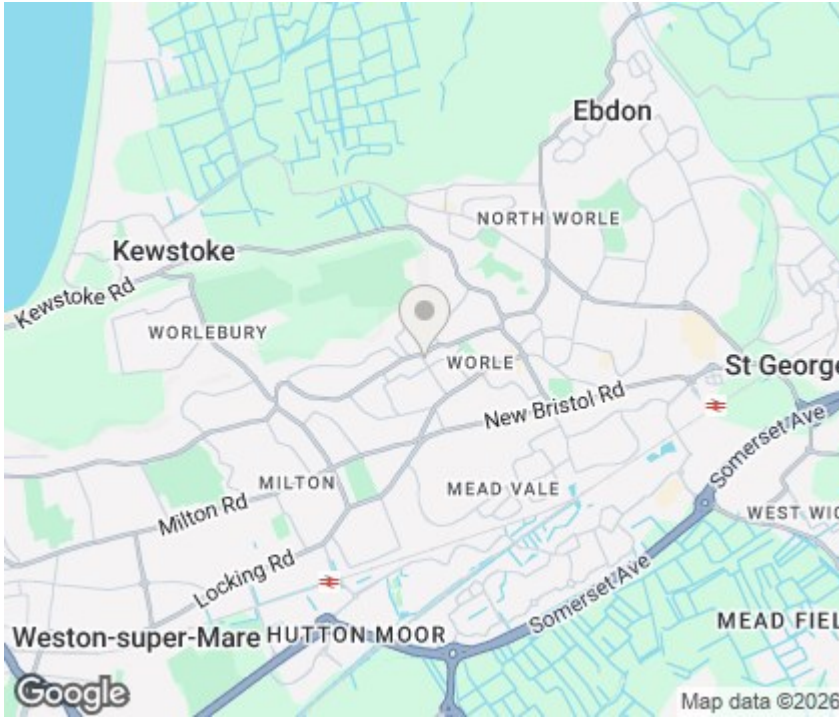 Ebdon
NORTH WORLE
Kewstoke
Kewstoke Rd
WORLEBURY
WORLE
St George
New Bristol Rd
Somerset Ave
MILTON
MEAD VALE
Milton Rd
WEST WIC
Locking Rd
Somerset Ave
MEAD FIEL
Weston-super-Mare
HUTTON MOOR
Google
Map data ©2026